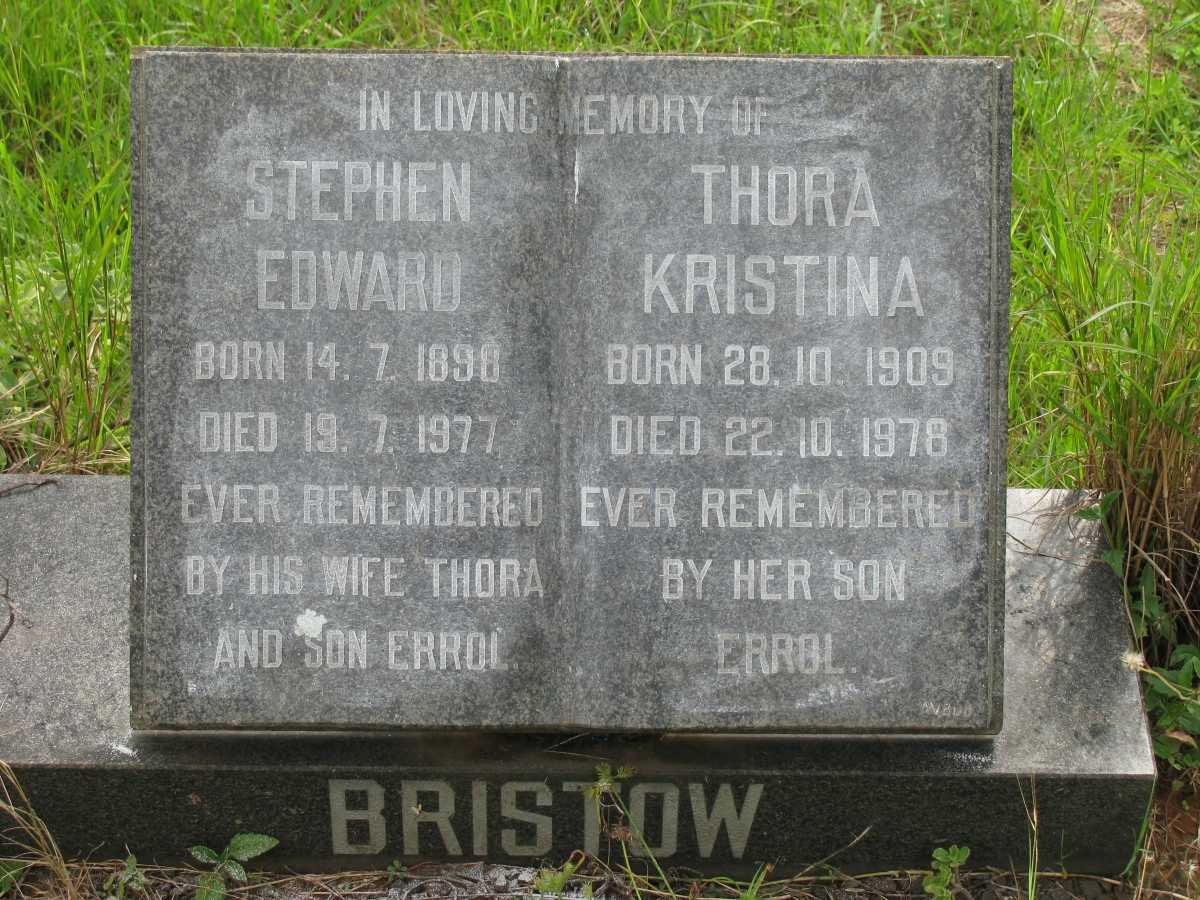 IN LOVING MEMORY OF
STEPHEN
EDWARD
BORN 14. 7. 1898
DIED 19. 7. 1977
EVER REMEMBERED
BY HIS WIFE THORA
AND SON ERROL.
THORA
KRISTINA
BORN 28. 10. 1909
DIED 22. 10. 1978
EVER REMEMBERED
BY HER SON
ERROL.
BRISTOW